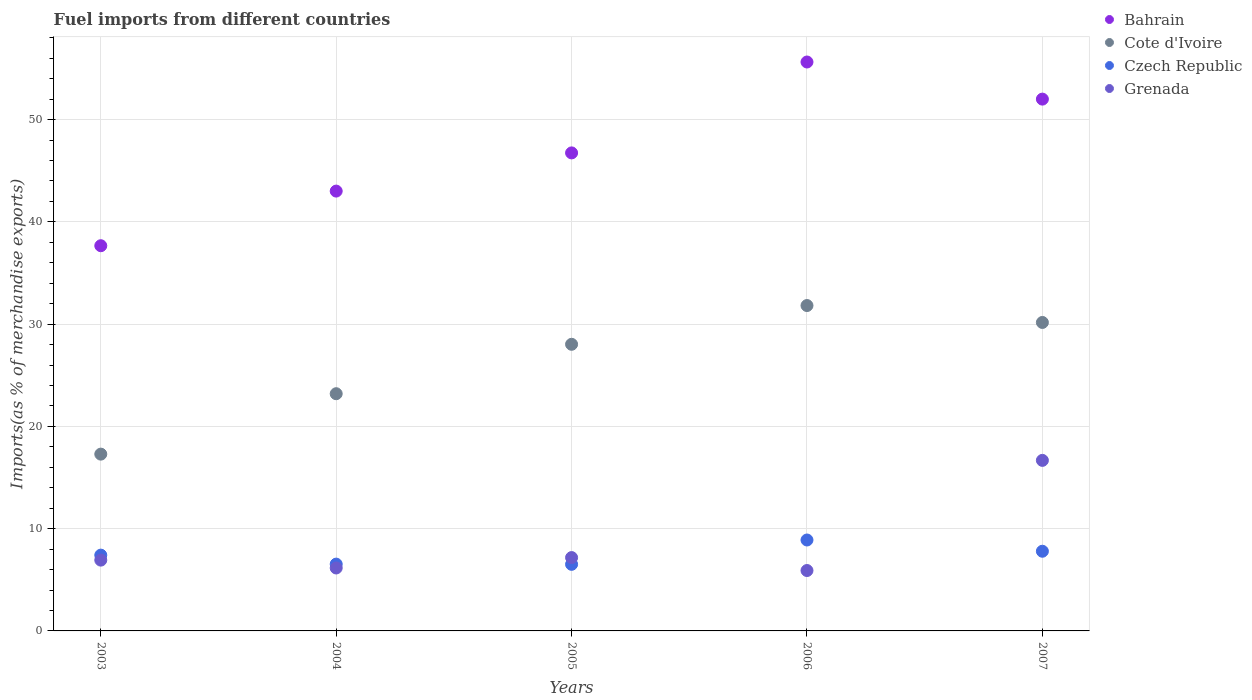 Fuel imports from different countries
Bahrain
Cote d'Ivoire
Czech Republic
Grenada
Imports(as % of merchandise exports)
50
40
30
20
10
0
2003
2004
2005
2006
2007
Years